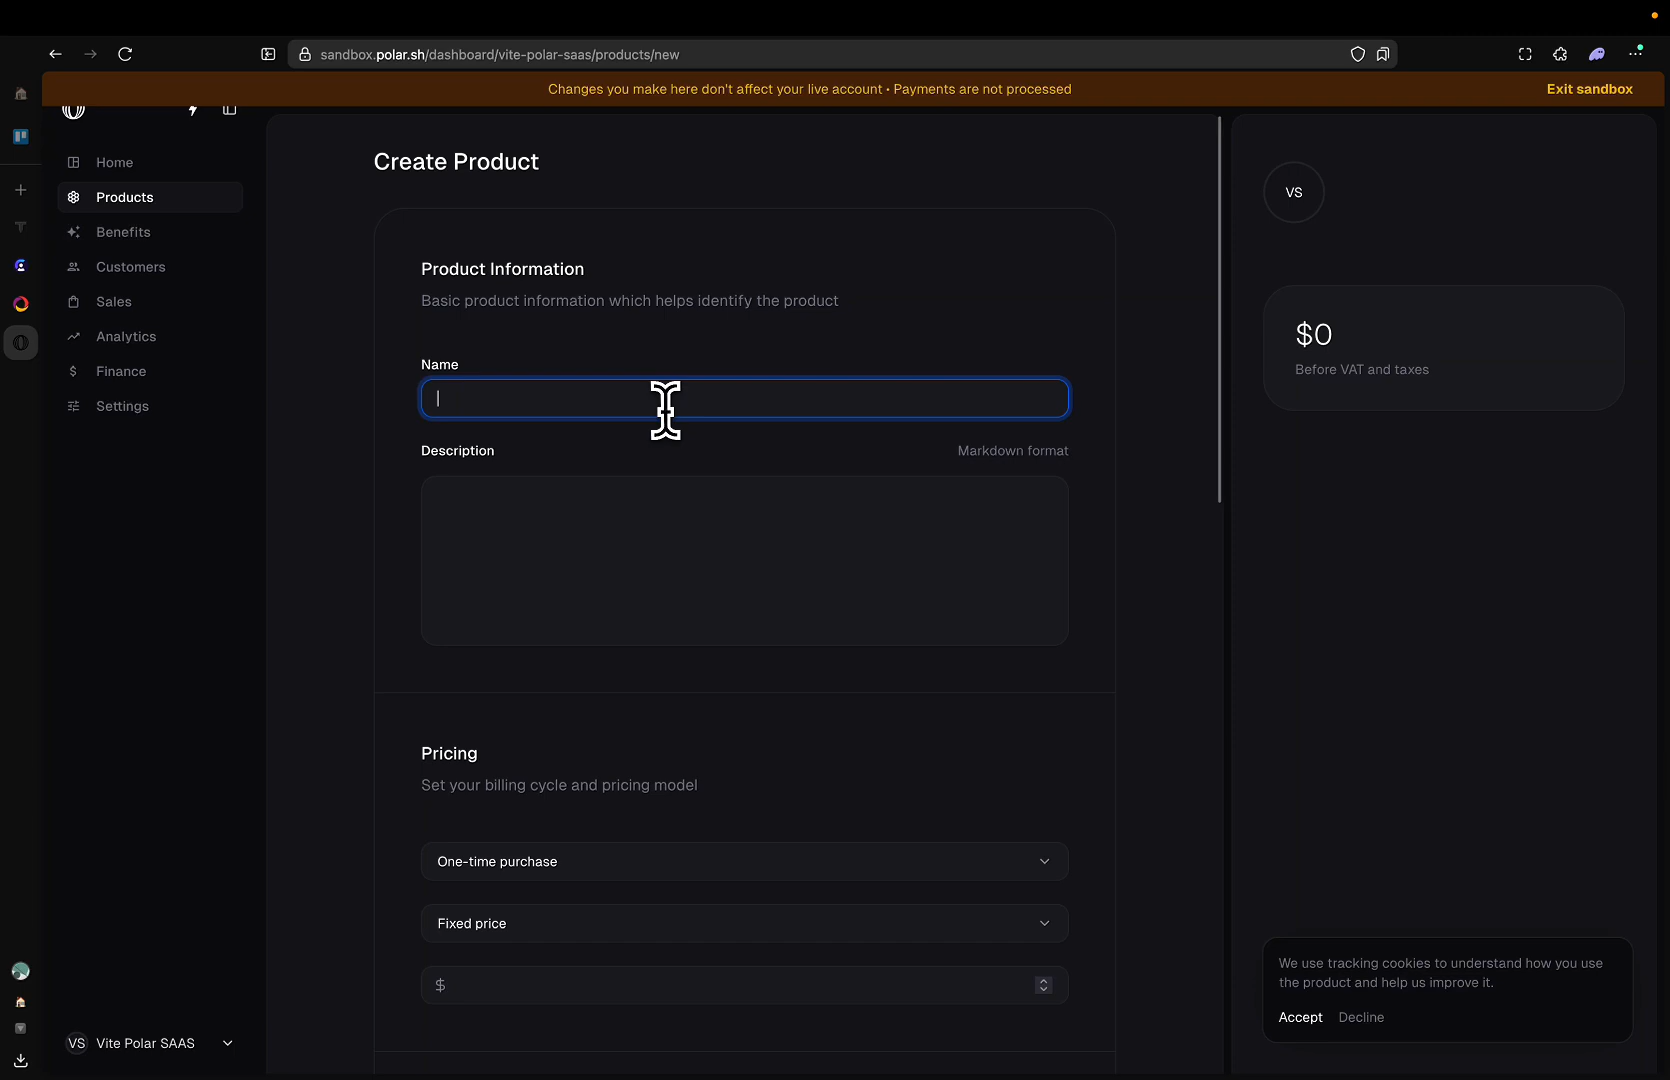 sandbox.polar.sh/dashboard/vite-polar-saas/products/new
Changes you make here don't affect your live account • Payments are not processed
Exit sandbox
Home
Products
Benefits
Customers
Sales
Analytics
Finance
Settings
VS Vite Polar SAAS
Create Product
Product Information
Basic product information which helps identify the product
Name
Description Markdown format
Pricing
Set your billing cycle and pricing model
One-time purchase
Fixed price
$
VS
$0
Before VAT and taxes
We use tracking cookies to understand how you use
the product and help us improve it.
Accept Decline